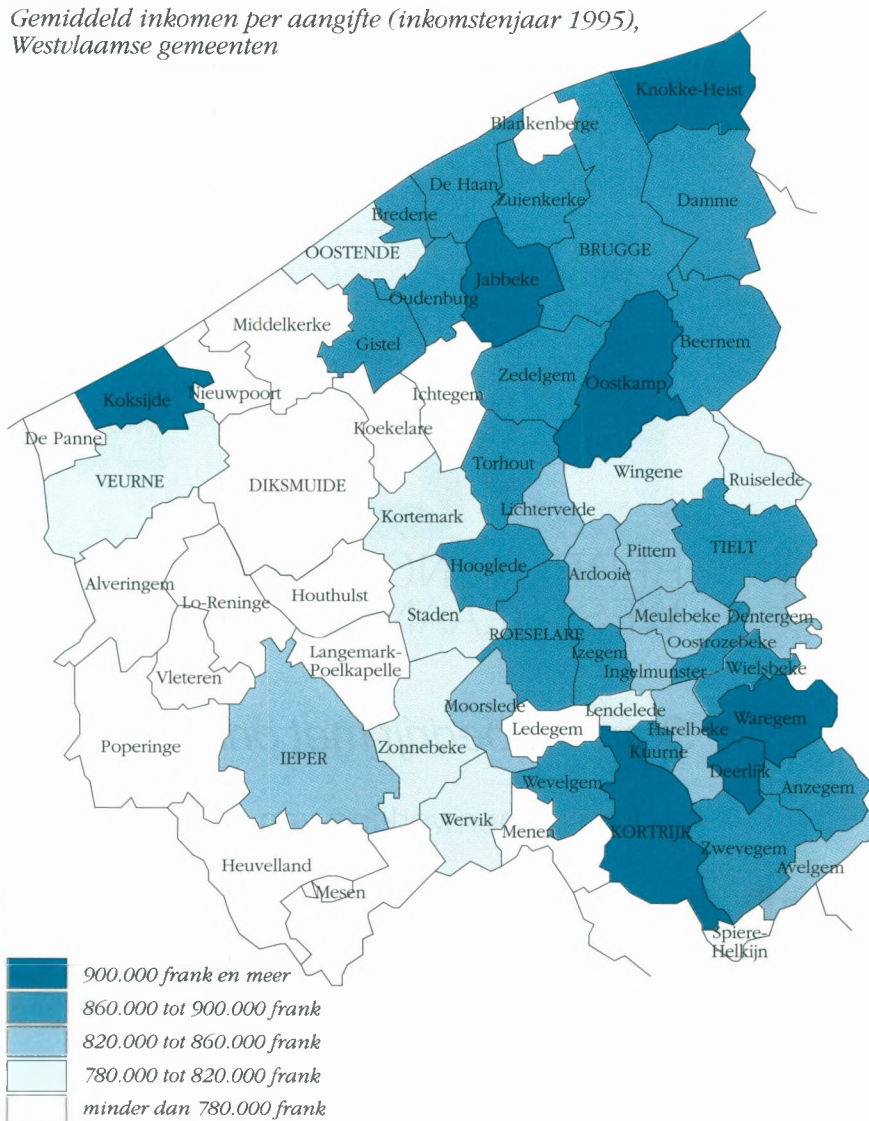 Gemiddeld inkomen per aangifte (inkomstenjaar 1995),
Westvlaamse gemeenten
Knokke-Heist
Blankenberge
De Haan
Zuienkerke
Damme
Bredene
OOSTENDE
BRUGGE
Jabbeke
Oudenburg
Middelkerke
Gistel
Beernem
Zedelgem
Oostkamp
Koksijde
Nieuwpoort
Ichtegem
Koekelare
De Panne
Torhout
Wingene
Ruiselede
VEURNE
DIKSMUIDE
Kortemark
Lichtervelde
Pittem
TIELT
Hooglede
Ardooie
Alveringem
Lo-Reninge
Houthulst
Staden
Meulebeke
Dentergem
ROESELARE
Izegem
Oostrozebeke
Langemark-
Poelkapelle
Ingelmunster
Wielsbeke
Vleteren
Moorslede
Lendelede
Ledegem
Harelbeke
Waregem
Poperinge
IEPER
Zonnebeke
Kuurne
Deerlijk
Wevelgem
Anzegem
Wervik
Menen
KORTRIJK
Zwevegem
Avelgem
Heuvelland
Mesen
Spiere-
Helkijn
900.000 frank en meer
860.000 tot 900.000 frank
820.000 tot 860.000 frank
780.000 tot 820.000 frank
minder dan 780.000 frank